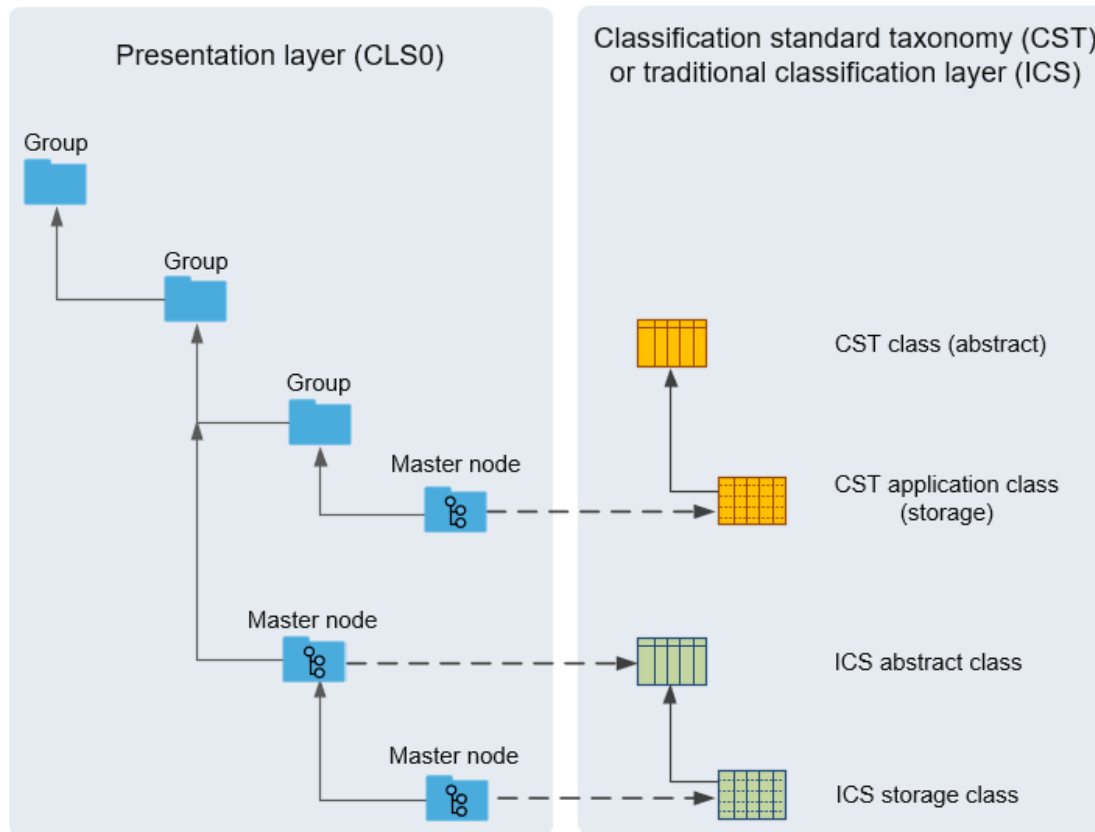 Presentation layer (CLS0)
Classification standard taxonomy (CST)
or traditional classification layer (ICS)
Group
Group
Group
Master node
Master node
Master node
CST class (abstract)
CST application class
(storage)
ICS abstract class
ICS storage class